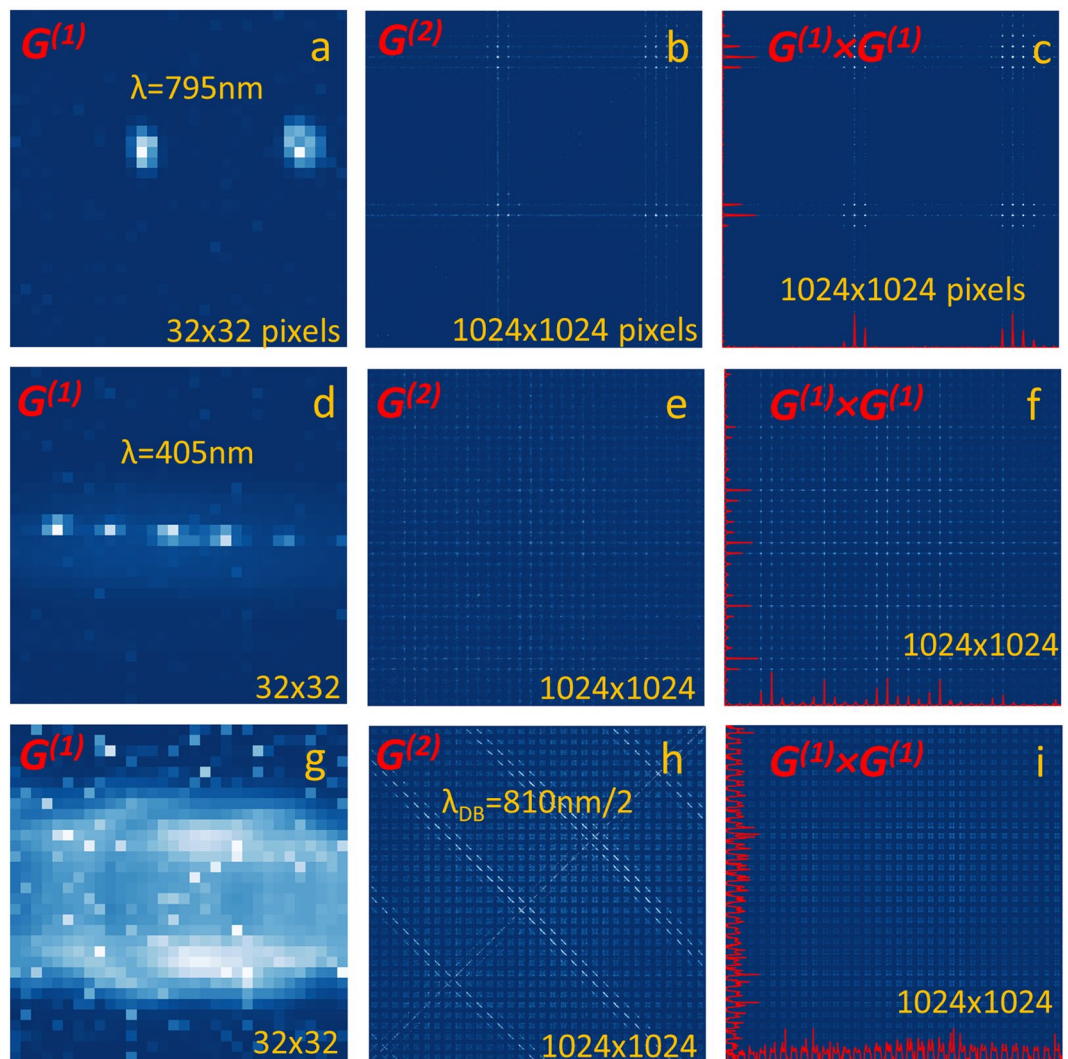 G(1) a
λ=795nm
32x32 pixels
G(2) b
1024x1024 pixels
G(1)×G(1) c
1024x1024 pixels
G(1) d
λ=405nm
32x32
G(2) e
1024x1024
G(1)×G(1) f
1024x1024
G(1) g
32x32
G(2) h
λDB=810nm/2
1024x1024
G(1)×G(1) i
1024x1024